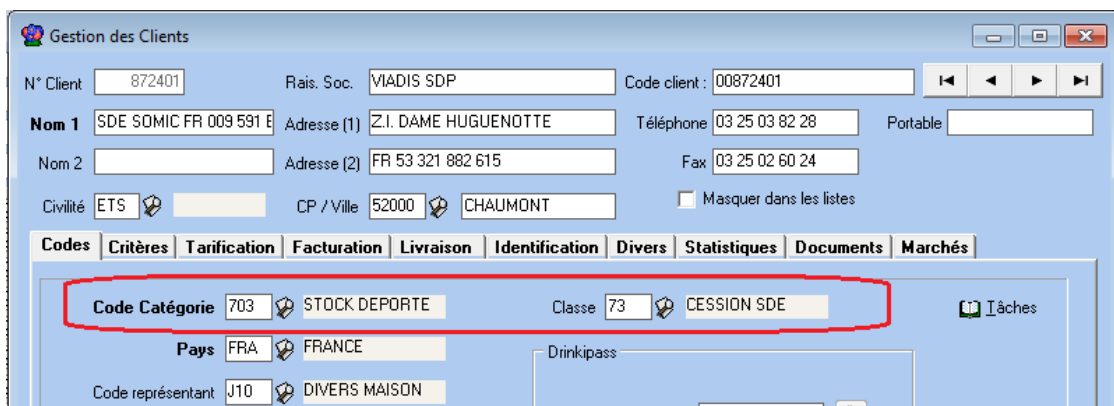 Gestion des Clients
N° Client 872401 Rais. Soc. VIADIS SDP Code client : 00872401
Nom 1 SDE SOMIC FR 009 591 E Adresse (1) Z.I. DAME HUGUENOTTE Téléphone 03 25 03 82 28 Portable
Nom 2 Adresse (2) FR 53 321 882 615 Fax 03 25 02 60 24
Civilité ETS CP / Ville 52000 CHAUMONT Masquer dans les listes
Codes Critères Tarification Facturation Livraison Identification Divers Statistiques Documents Marchés
Code Catégorie 703 STOCK DEPORTE Classe 73 CESSION SDE Tâches
Pays FRA FRANCE Drinkipass
Code représentant J10 DIVERS MAISON